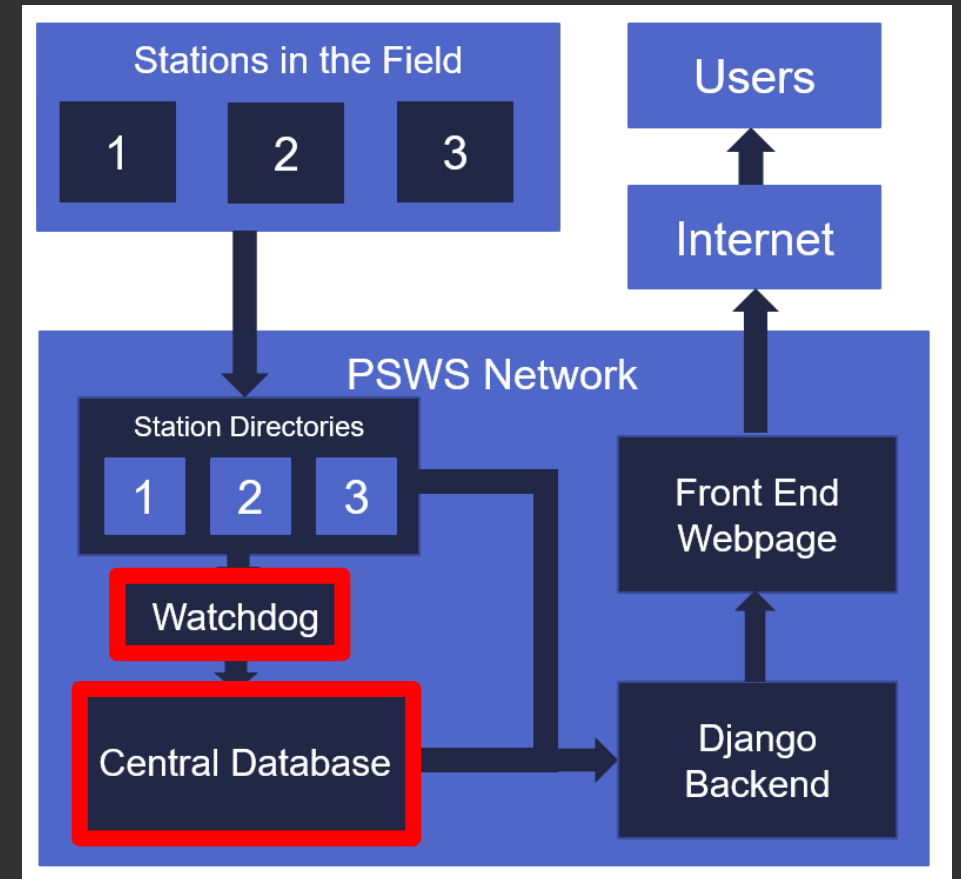 Stations in the Field
1
2
3
Users
Internet
PSWS Network
Station Directories
1
2
3
Watchdog
Central Database
Front End
Webpage
Django
Backend